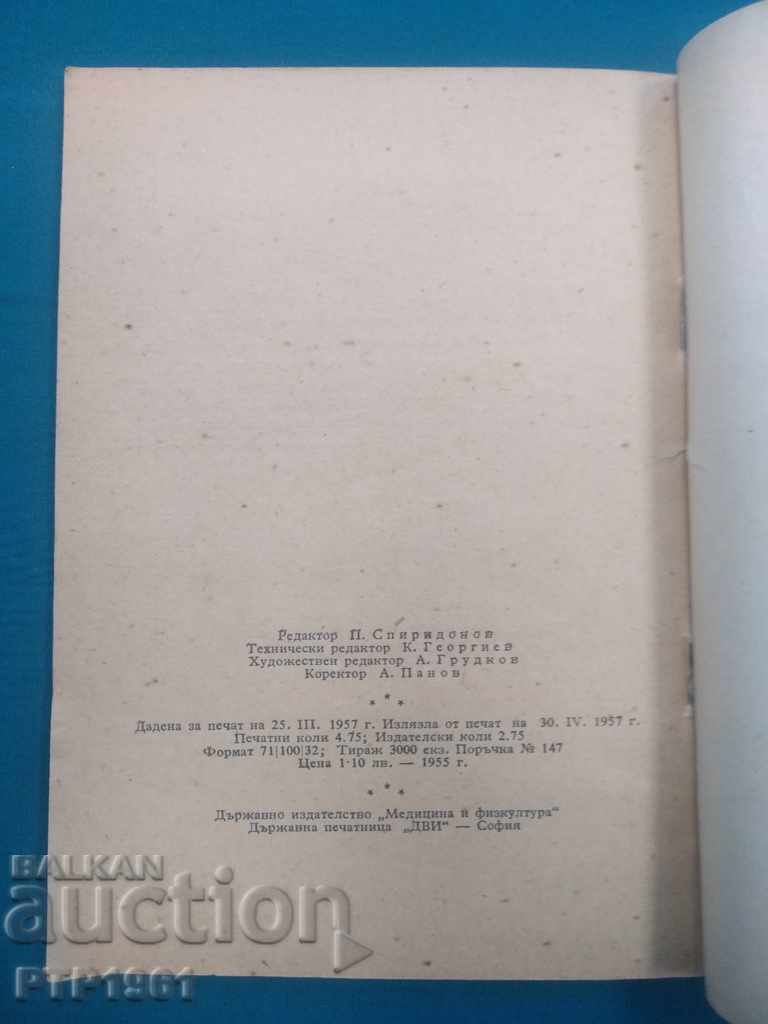 Редактор П. Спиридонов
Технически редактор К. Георгиев
Художествен редактор А. Грудков
Коректор А. Панов
* * *
Дадена за печат на 25. III. 1957 г. Излязла от печат на 30. IV. 1957 г.
Печатни коли 4.75; Издателски коли 2.75
Формат 71|100|32; Тираж 3000 екз. Поръчка № 147
Цена 1·10 лв. — 1955 г.
* * *
Държавно издателство „Медицина и физкултура“
Държавна печатница „ДВИ“ — София
BALKAN
auction
PTP1961